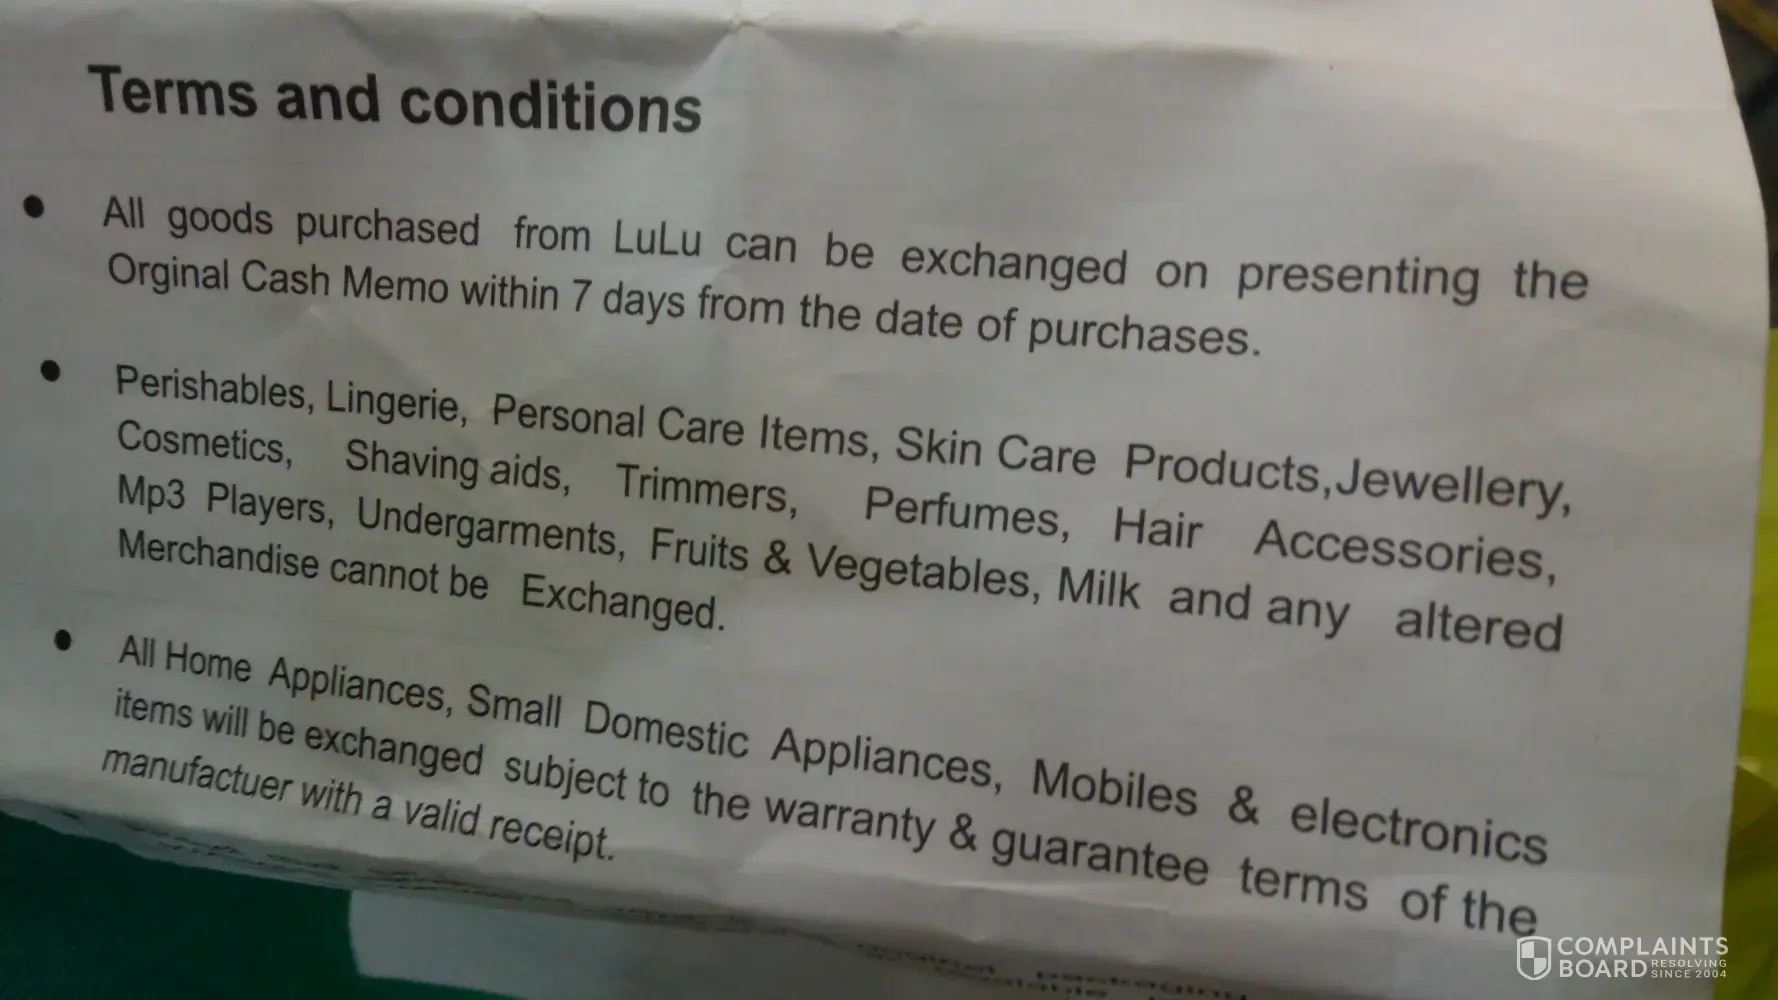 Terms and conditions
• All goods purchased from LuLu can be exchanged on presenting the
Orginal Cash Memo within 7 days from the date of purchases.
• Perishables, Lingerie, Personal Care Items, Skin Care Products,Jewellery,
Cosmetics, Shaving aids, Trimmers, Perfumes, Hair Accessories,
Mp3 Players, Undergarments, Fruits & Vegetables, Milk and any altered
Merchandise cannot be Exchanged.
• All Home Appliances, Small Domestic Appliances, Mobiles & electronics
items will be exchanged subject to the warranty & guarantee terms of the
manufactuer with a valid receipt.
packaging
COMPLAINTS
BOARD RESOLVING
SINCE 2004